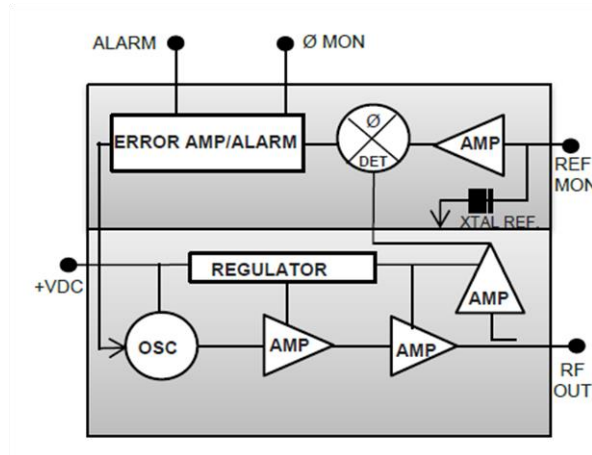 ALARM
Ø MON
ERROR AMP/ALARM
Ø
DET
AMP
REF
MON
XTAL REF.
+VDC
REGULATOR
AMP
OSC
AMP
AMP
RF
OUT